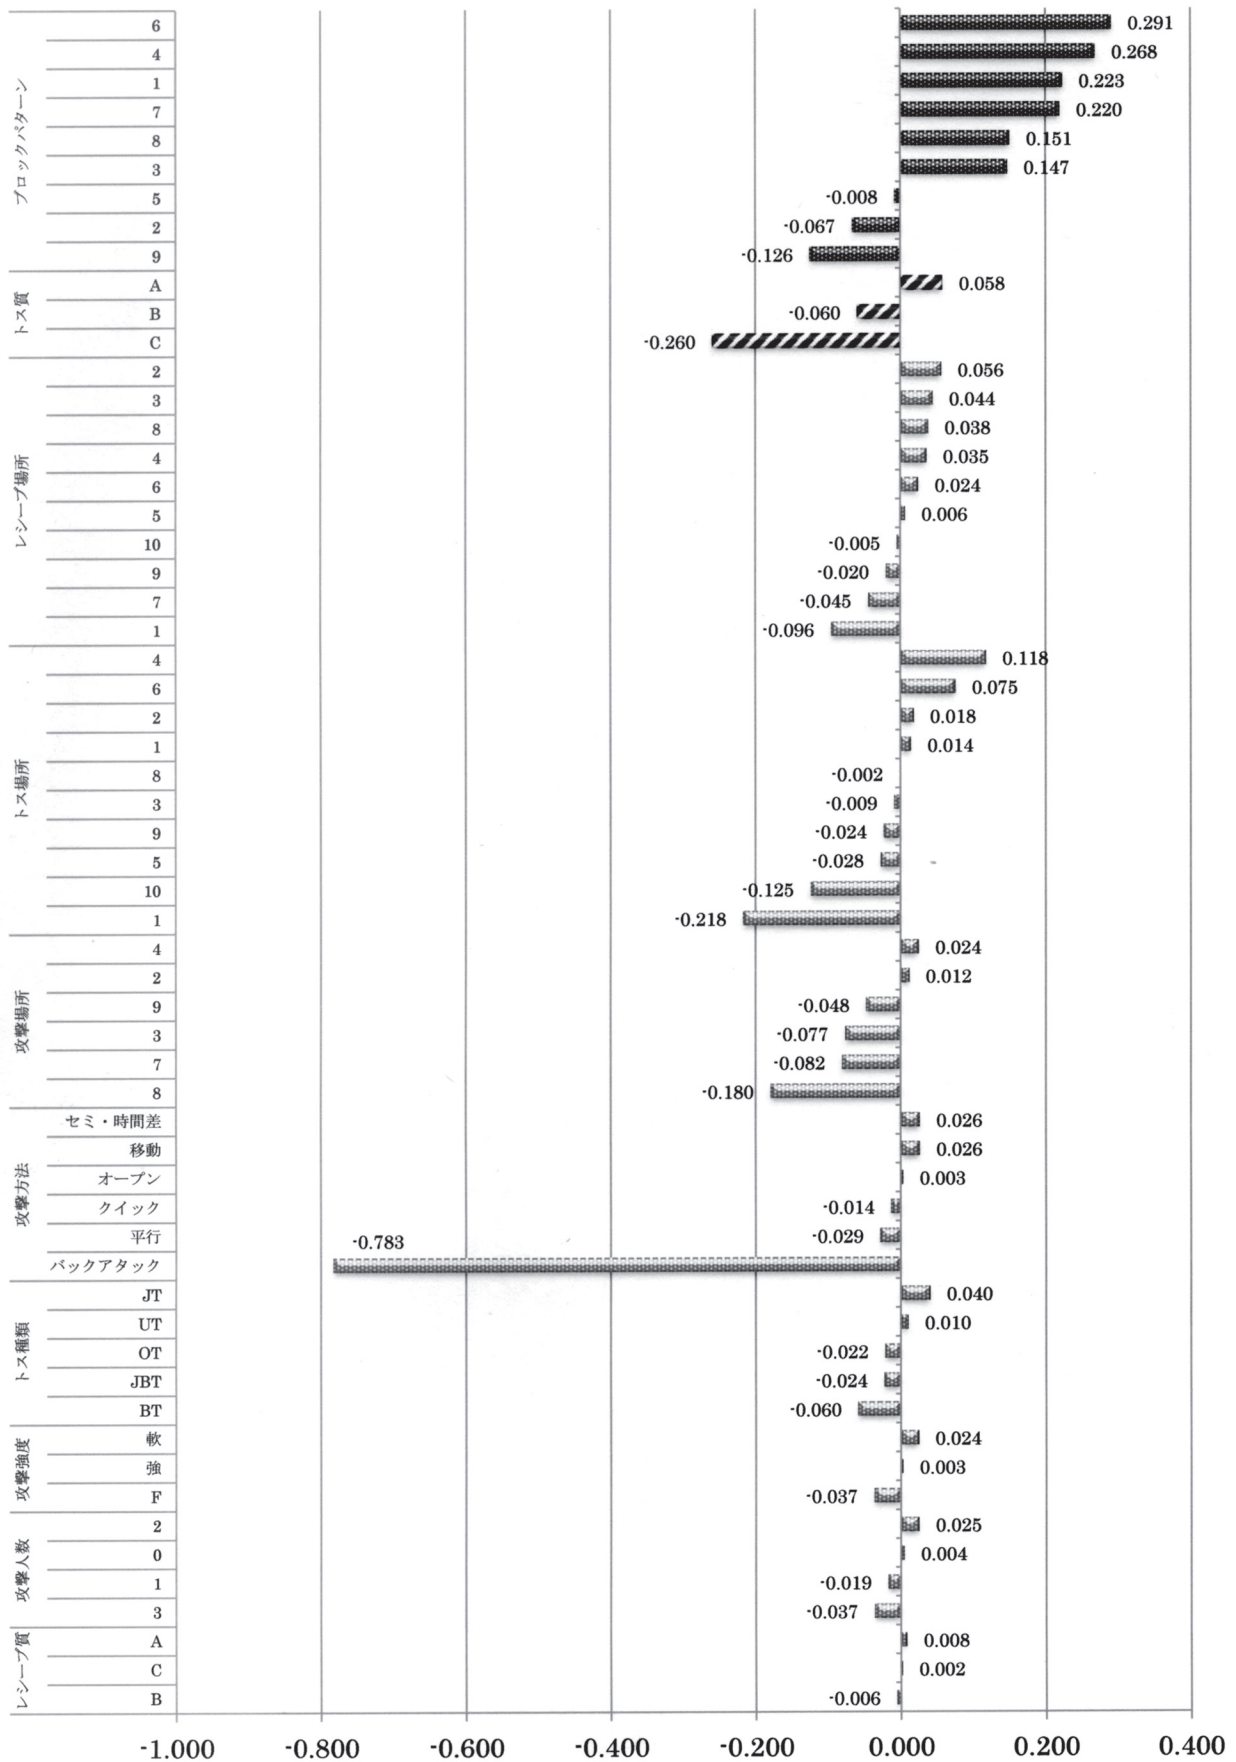 ブロックパターン
6 0.291
4 0.268
1 0.223
7 0.220
8 0.151
3 0.147
5 -0.008
2 -0.067
9 -0.126
トス質
A 0.058
B -0.060
C -0.260
レシーブ場所
2 0.056
3 0.044
8 0.038
4 0.035
6 0.024
5 0.006
10 -0.005
9 -0.020
7 -0.045
1 -0.096
トス場所
4 0.118
6 0.075
2 0.018
1 0.014
8 -0.002
3 -0.009
9 -0.024
5 -0.028
10 -0.125
1 -0.218
攻撃場所
4 0.024
2 0.012
9 -0.048
3 -0.077
7 -0.082
8 -0.180
攻撃方法
セミ・時間差 0.026
移動 0.026
オープン 0.003
クイック -0.014
平行 -0.029
バックアタック -0.783
トス種類
JT 0.040
UT 0.010
OT -0.022
JBT -0.024
BT -0.060
攻撃強度
軟 0.024
強 0.003
F -0.037
攻撃人数
2 0.025
0 0.004
1 -0.019
3 -0.037
レシーブ質
A 0.008
C 0.002
B -0.006
-1.000 -0.800 -0.600 -0.400 -0.200 0.000 0.200 0.400